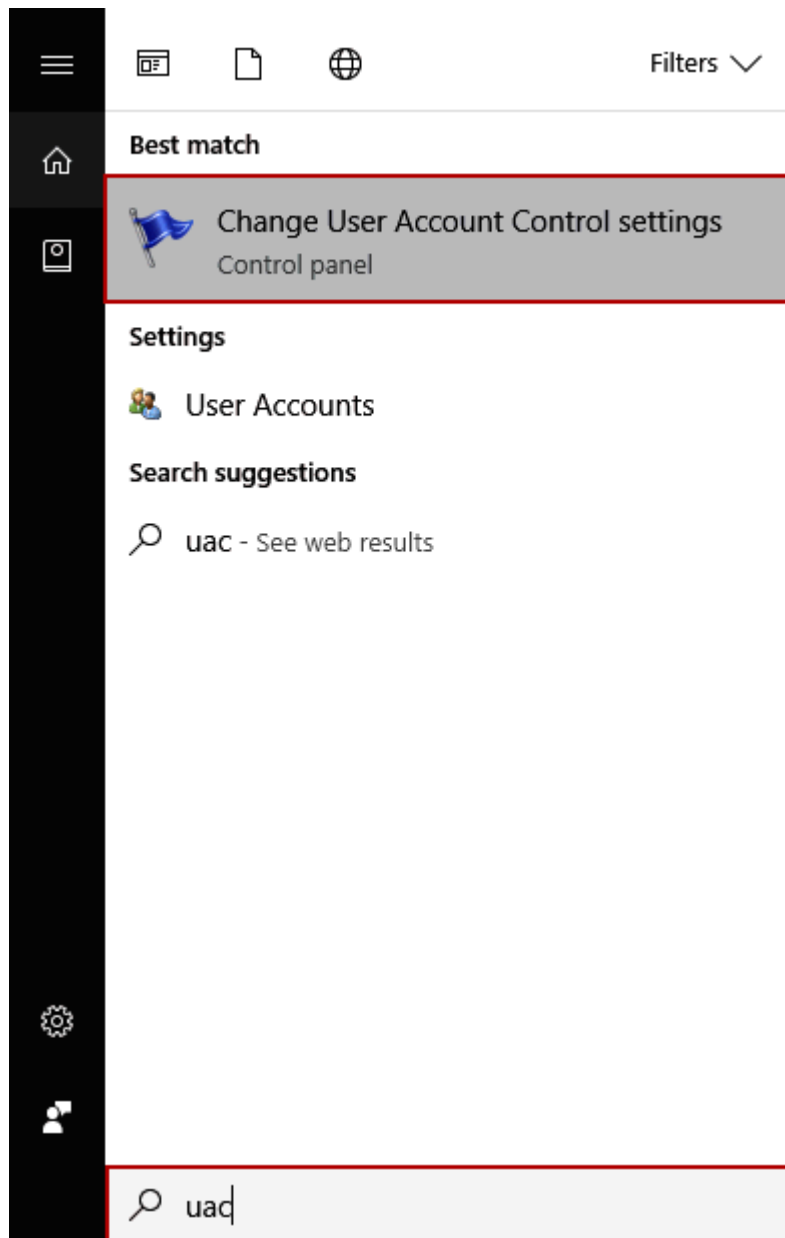 Filters
Best match
Change User Account Control settings
Control panel
Settings
User Accounts
Search suggestions
uac - See web results
uac